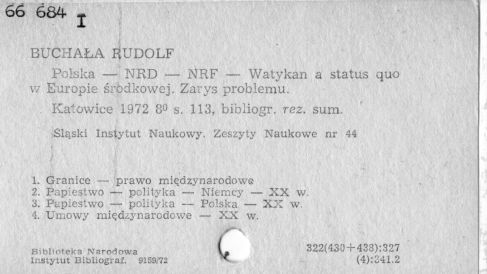 66 684 I
BUCHAŁA RUDOLF
Polska — NRD — NRF — Watykan a status quo
w Europie środkowej. Zarys problemu.
Katowice 1972 8⁰ s. 113, bibliogr. rez. sum.
Śląski Instytut Naukowy. Zeszyty Naukowe nr 44
1. Granice — prawo międzynarodowe
2. Papiestwo — polityka — Niemcy — XX w.
3. Papiestwo — polityka — Polska — XX w.
4. Umowy międzynarodowe — XX w.
Biblioteka Narodowa 322(430+438):327
Instytut Bibliograf. 9159/72 (4):341.2